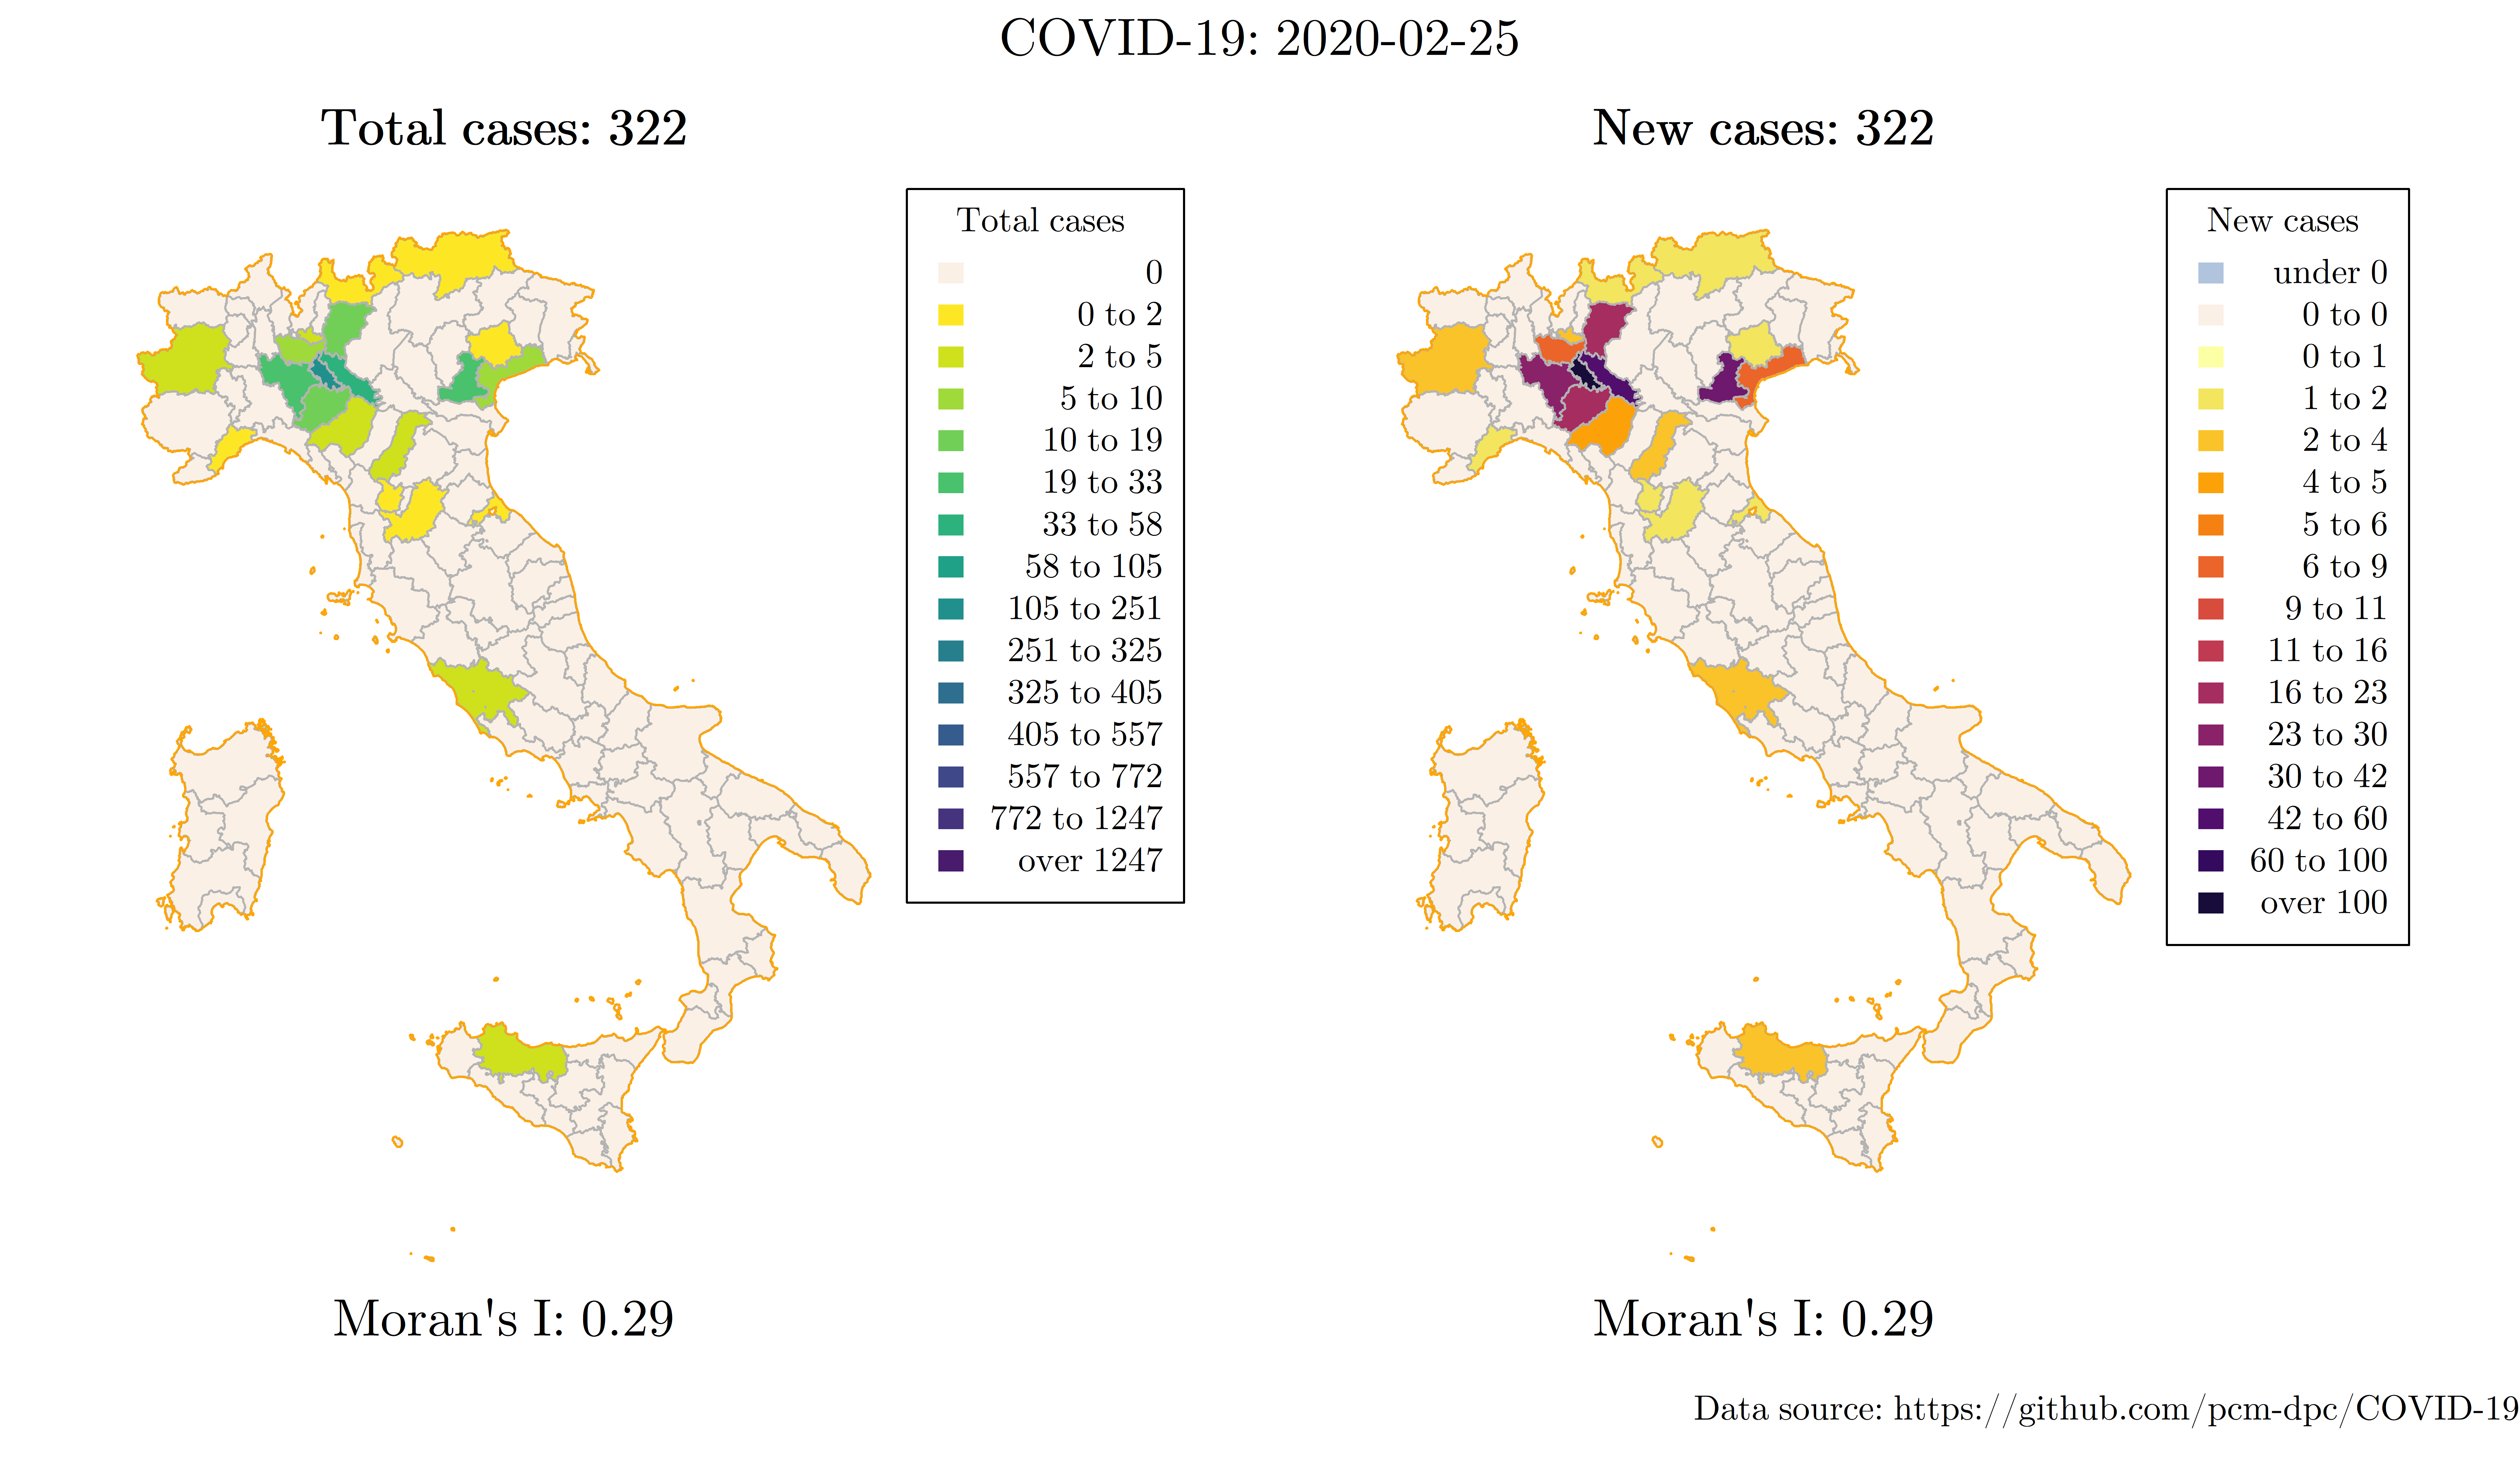 COVID-19: 2020-02-25
Total cases: 322
Total cases
0
0 to 2
2 to 5
5 to 10
10 to 19
19 to 33
33 to 58
58 to 105
105 to 251
251 to 325
325 to 405
405 to 557
557 to 772
772 to 1247
over 1247
Moran's I: 0.29
New cases: 322
New cases
under 0
0 to 0
0 to 1
1 to 2
2 to 4
4 to 5
5 to 6
6 to 9
9 to 11
11 to 16
16 to 23
23 to 30
30 to 42
42 to 60
60 to 100
over 100
Moran's I: 0.29
Data source: https://github.com/pcm-dpc/COVID-19